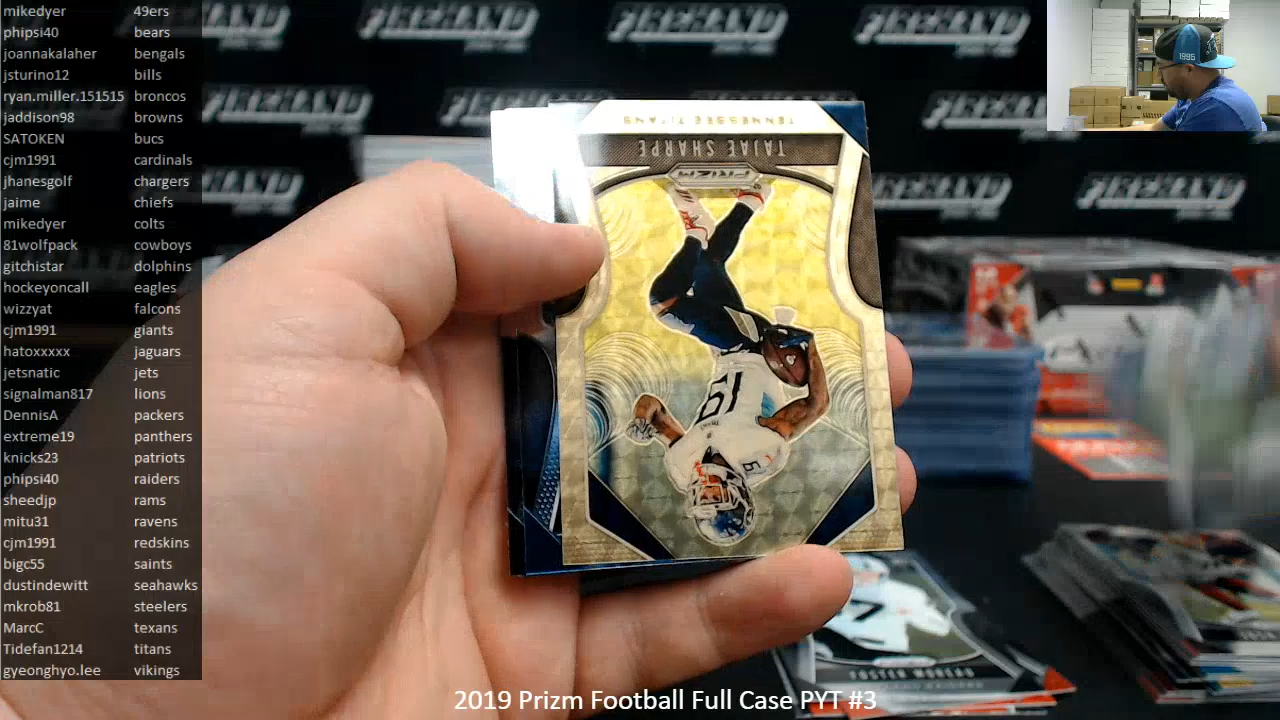 mikedyer 49ers
phipsi40 bears
joannakalaher bengals
jsturino12 bills
ryan.miller.151515 broncos
jaddison98 browns
SATOKEN bucs
cjm1991 cardinals
jhanesgolf chargers
jaime chiefs
mikedyer colts
81wolfpack cowboys
gitchistar dolphins
hockeyoncall eagles
wizzyat falcons
cjm1991 giants
hatoxxxxx jaguars
jetsnatic jets
signalman817 lions
DennisA packers
extreme19 panthers
knicks23 patriots
phipsi40 raiders
sheedjp rams
mitu31 ravens
cjm1991 redskins
bigc55 saints
dustindewitt seahawks
mkrob81 steelers
MarcC texans
Tidefan1214 titans
gyeonghyo.lee vikings
FIREHAND
1995
TENNESSEE TITANS
TAJAE SHARPE
PRIZM
19
2019 Prizm Football Full Case PYT #3